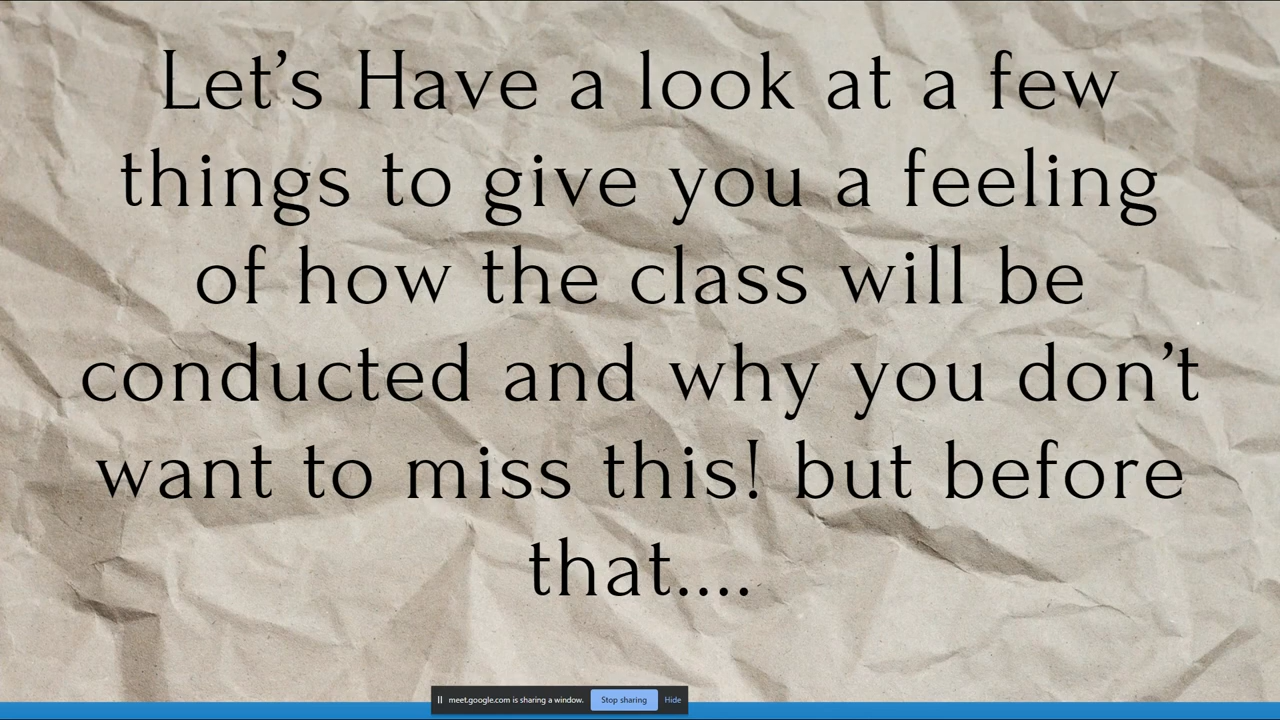 Let’s Have a look at a few
things to give you a feeling
of how the class will be
conducted and why you don’t
want to miss this! but before
that....
meet.google.com is sharing a window. Stop sharing Hide